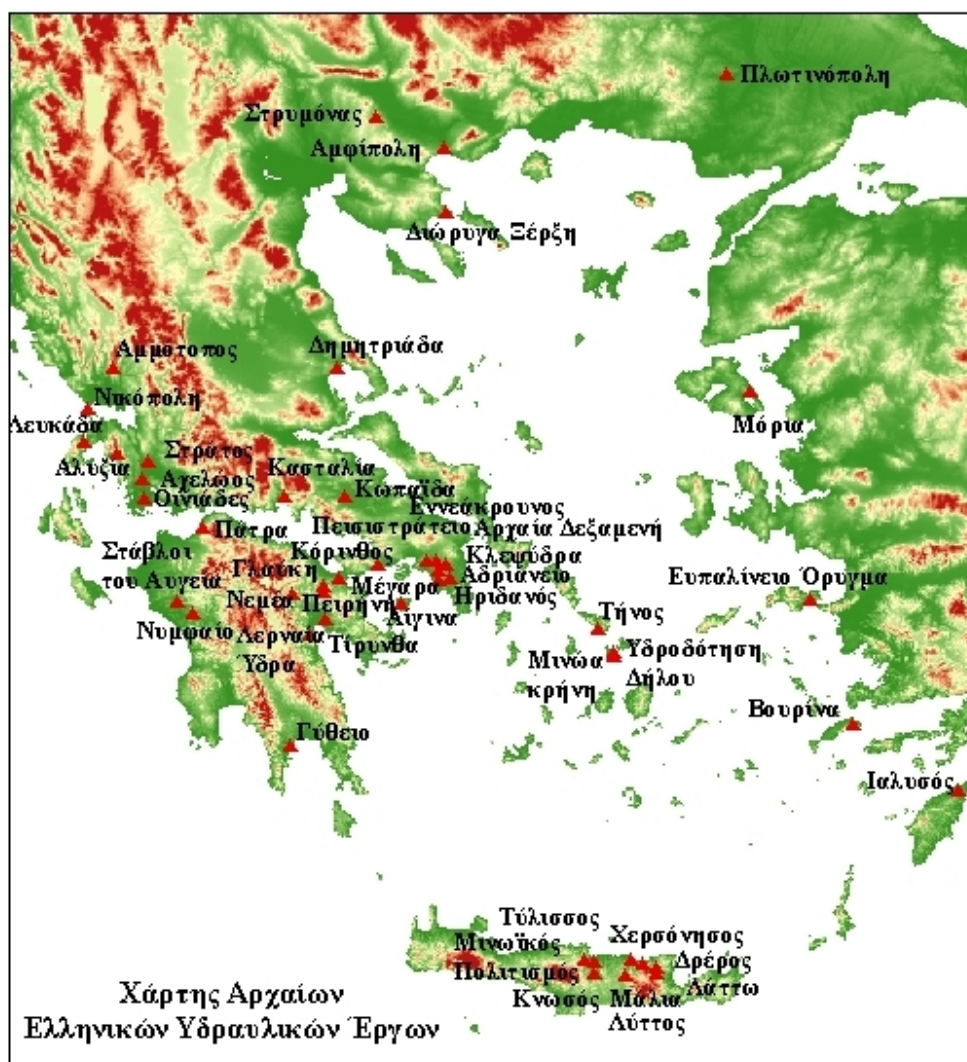 Πλωτινόπολη
Στρυμόνας
Αμφίπολη
Διώρυγα Ξέρξη
Αμμοτοπος
Δημητριάδα
Νικόπολη
Λευκάδα
Μόρια
Στράτος
Αλυζία
Κασταλία
Αχελώος
Κωπαΐδα
Οινιάδες
Εννεάκρουνος
Πεισιστράτειο
Αρχαία Δεξαμενή
Πάτρα
Στάβλοι
του Αυγεία
Κόρινθος
Κλεψύδρα
Γλαύκη
Μέγαρα
Αδριάνειο
Ευπαλίνειο Όρυγμα
Νεμέα
Πειρήνη
Ηριδανός
Αίγινα
Τήνος
Νυμφαίο
Λερναία
Ύδρα
Τίρυνθα
Μινώα
κρήνη
Υδροδότηση
Δήλου
Βουρίνα
Γύθειο
Ιαλυσός
Τύλισσος
Χερσόνησος
Μινωϊκός
Πολιτισμός
Δρέρος
Λάττω
Κνωσός
Μάλια
Λύττος
Χάρτης Αρχαίων
Ελληνικών Υδραυλικών Έργων